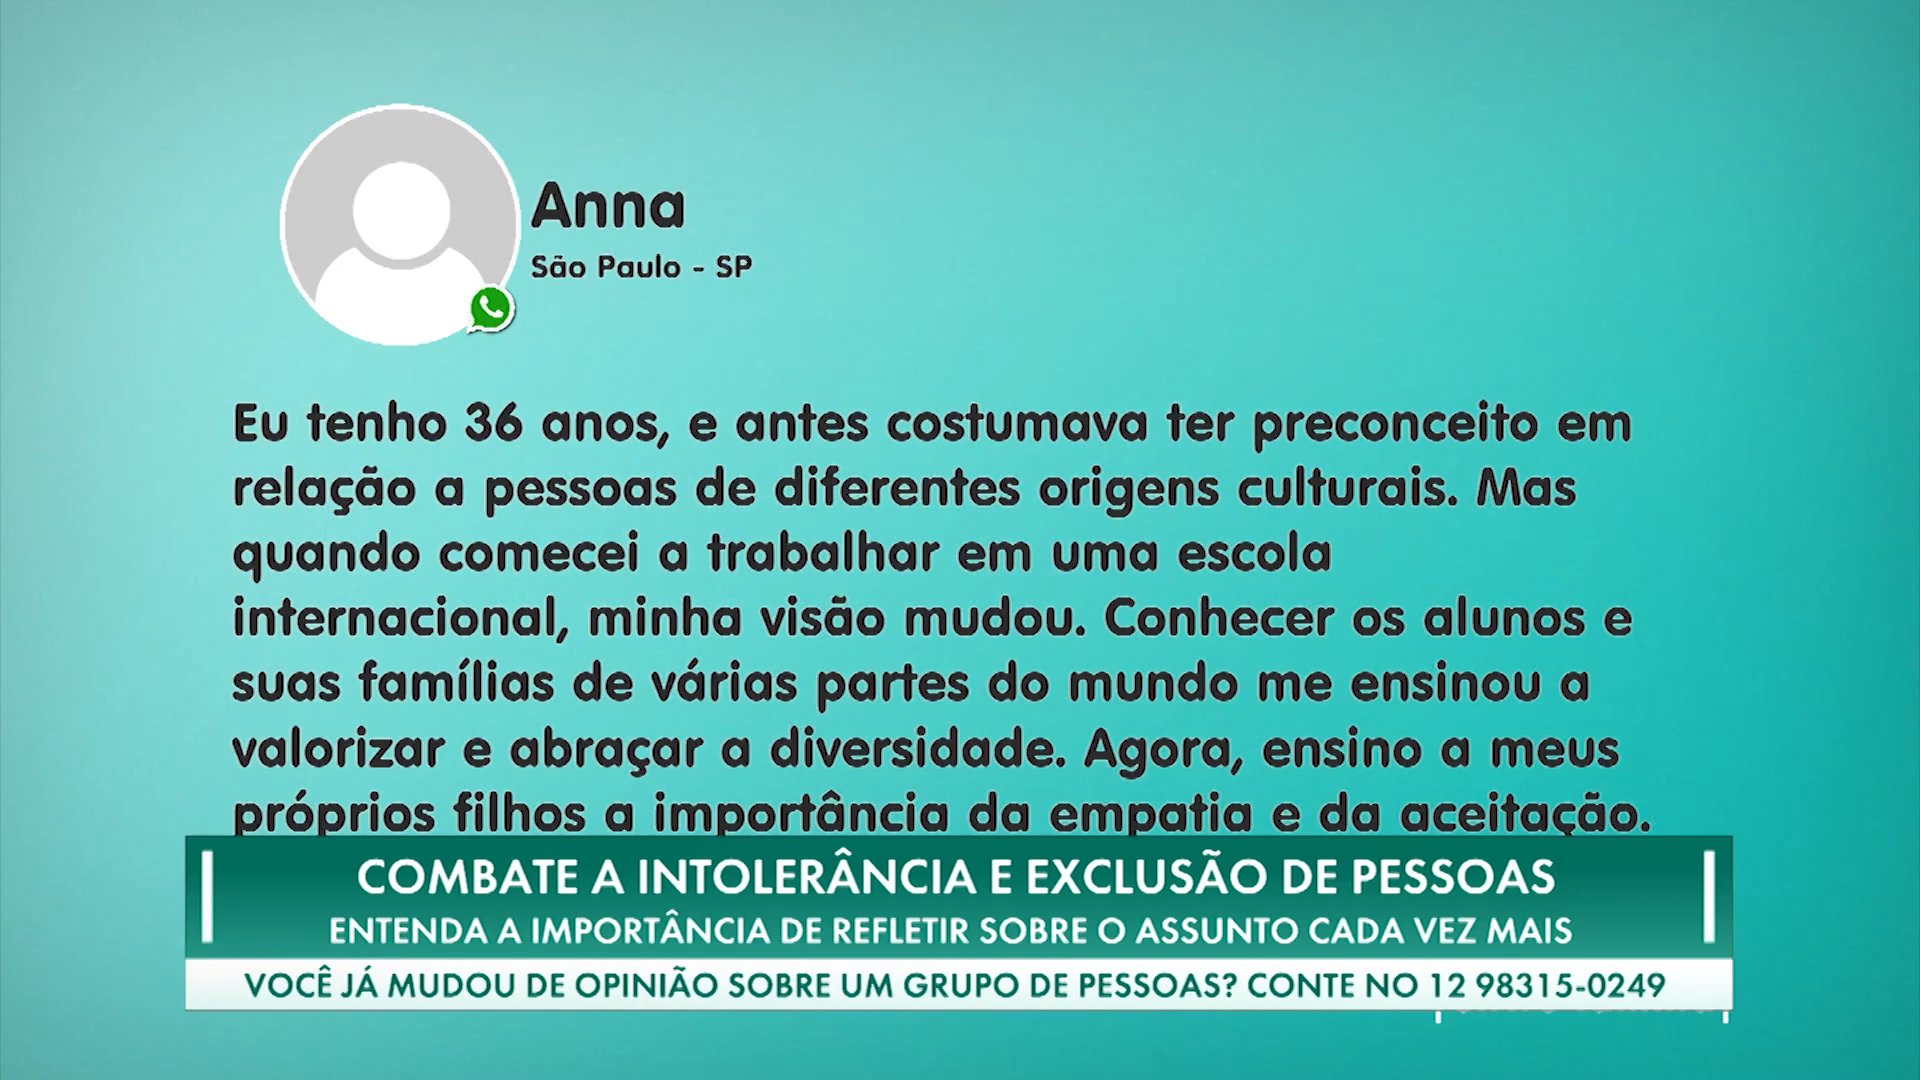 Anna
São Paulo - SP
Eu tenho 36 anos, e antes costumava ter preconceito em
relação a pessoas de diferentes origens culturais. Mas
quando comecei a trabalhar em uma escola
internacional, minha visão mudou. Conhecer os alunos e
suas famílias de várias partes do mundo me ensinou a
valorizar e abraçar a diversidade. Agora, ensino a meus
próprios filhos a importância da empatia e da aceitação.
COMBATE A INTOLERÂNCIA E EXCLUSÃO DE PESSOAS
ENTENDA A IMPORTÂNCIA DE REFLETIR SOBRE O ASSUNTO CADA VEZ MAIS
VOCÊ JÁ MUDOU DE OPINIÃO SOBRE UM GRUPO DE PESSOAS? CONTE NO 12 98315-0249